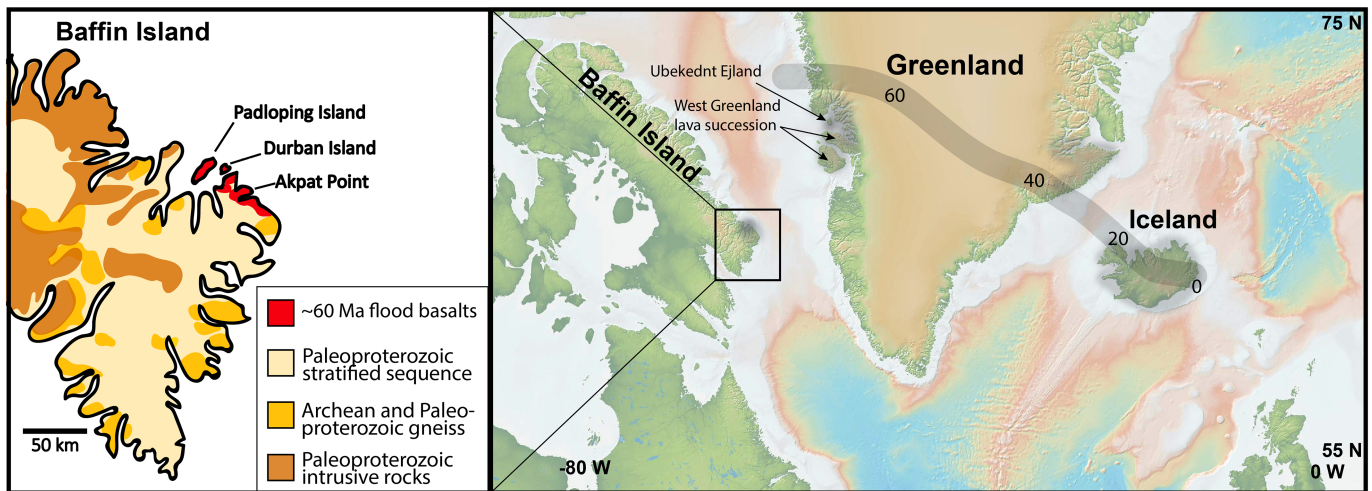 Baffin Island
Padloping Island
Durban Island
Akpat Point
~60 Ma flood basalts
Paleoproterozoic
stratified sequence
Archean and Paleo-
proterozoic gneiss
Paleoproterozoic
intrusive rocks
50 km
75 N
Greenland
Ubekednt Ejland
60
West Greenland
lava succession
Baffin Island
40
Iceland
20
0
-80 W
55 N
0 W